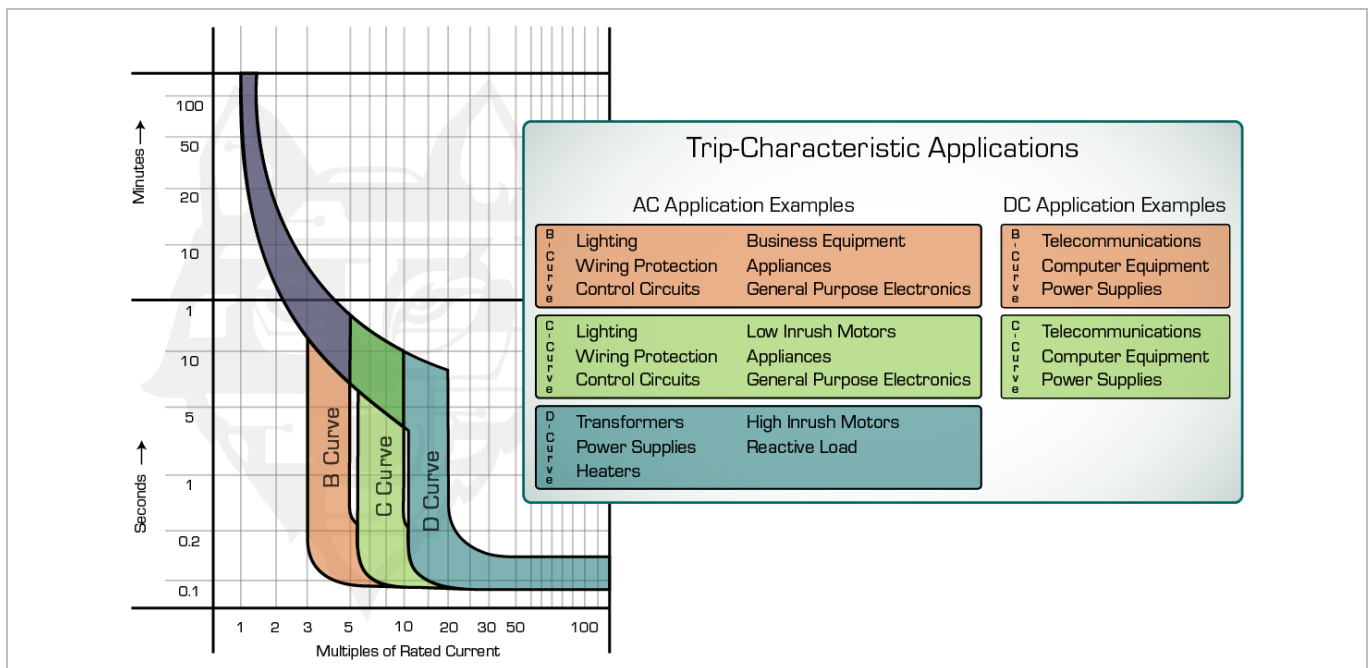 Minutes →
100
50
20
10
1
10
5
1
0.2
0.1
Seconds →
B Curve
C Curve
D Curve
1 2 3 5 10 20 30 50 100
Multiples of Rated Current
Trip-Characteristic Applications
AC Application Examples
B-Curve
Lighting
Wiring Protection
Control Circuits
Business Equipment
Appliances
General Purpose Electronics
C-Curve
Lighting
Wiring Protection
Control Circuits
Low Inrush Motors
Appliances
General Purpose Electronics
D-Curve
Transformers
Power Supplies
Heaters
High Inrush Motors
Reactive Load
DC Application Examples
B-Curve
Telecommunications
Computer Equipment
Power Supplies
C-Curve
Telecommunications
Computer Equipment
Power Supplies